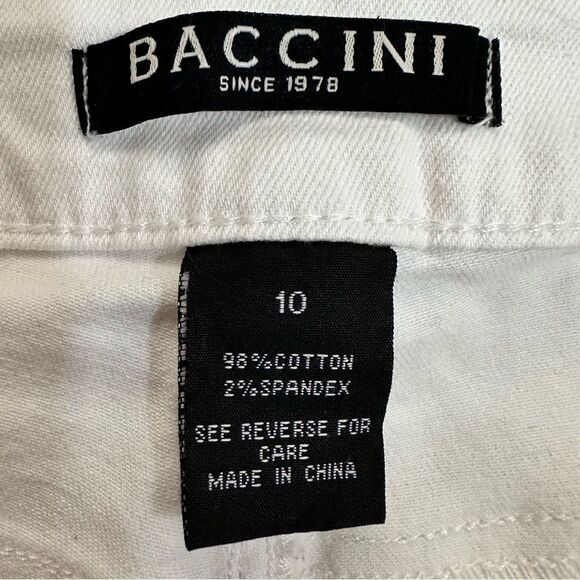 BACCINI
SINCE 1978
10
98%COTTON
2%SPANDEX
SEE REVERSE FOR
CARE
MADE IN CHINA